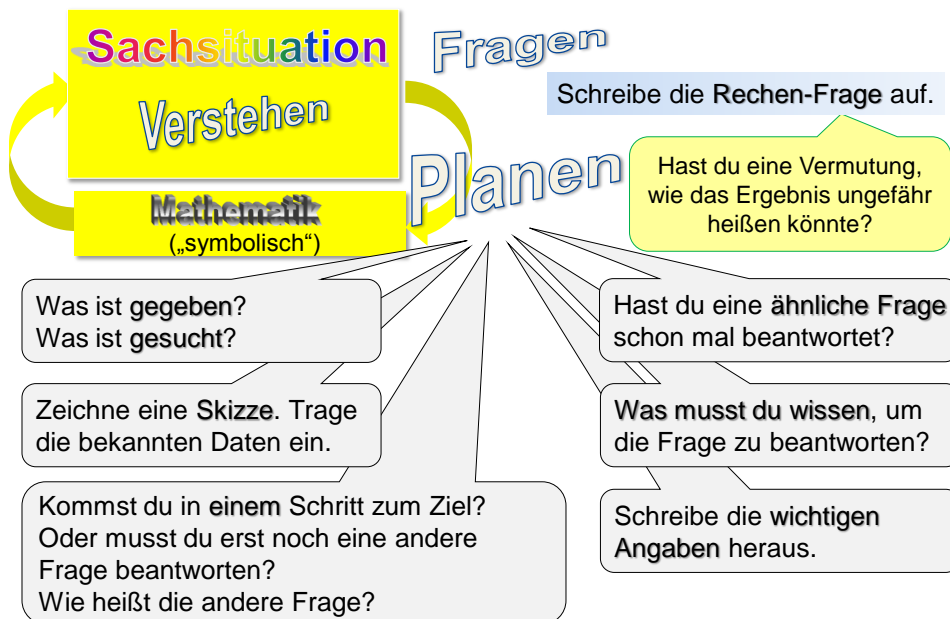 Sachsituation
Verstehen
Mathematik
(„symbolisch“)
Fragen
Planen
Schreibe die Rechen-Frage auf.
Hast du eine Vermutung,
wie das Ergebnis ungefähr
heißen könnte?
Was ist gegeben?
Was ist gesucht?
Zeichne eine Skizze. Trage
die bekannten Daten ein.
Kommst du in einem Schritt zum Ziel?
Oder musst du erst noch eine andere
Frage beantworten?
Wie heißt die andere Frage?
Hast du eine ähnliche Frage
schon mal beantwortet?
Was musst du wissen, um
die Frage zu beantworten?
Schreibe die wichtigen
Angaben heraus.